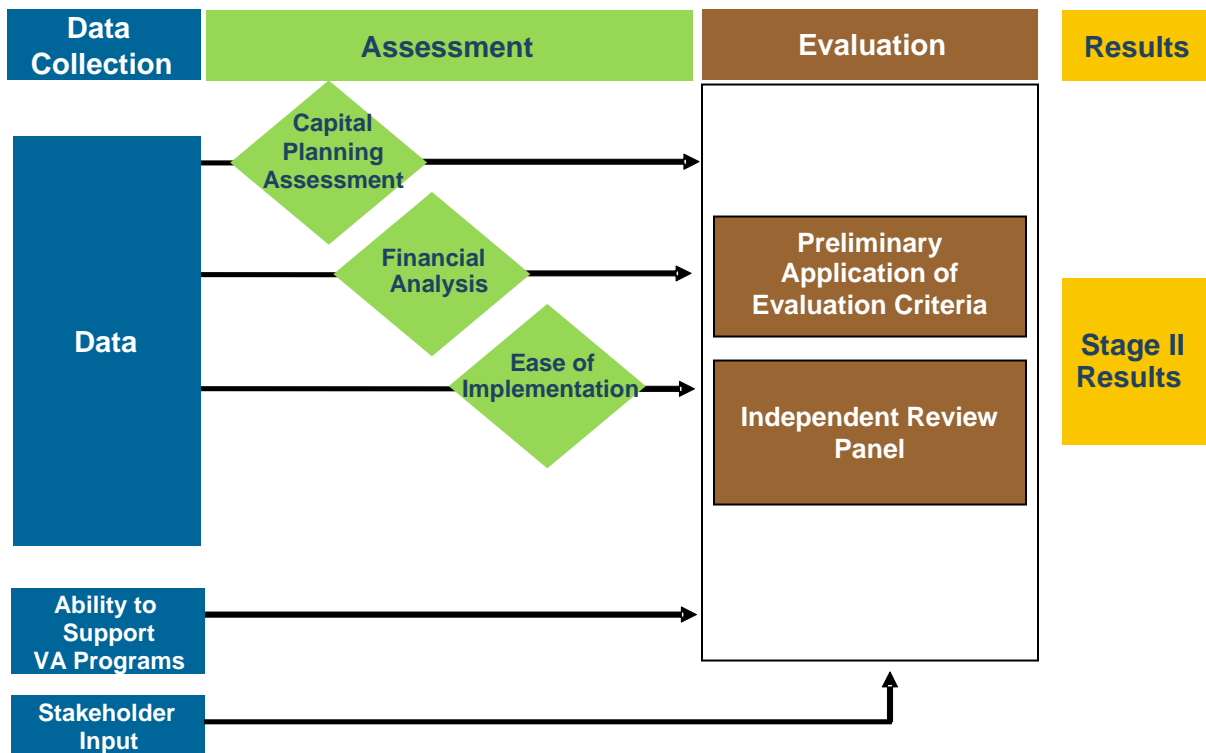 Data
Collection
Assessment
Evaluation
Results
Capital
Planning
Assessment
Financial
Analysis
Ease of
Implementation
Data
Preliminary
Application of
Evaluation Criteria
Independent Review
Panel
Stage II
Results
Ability to
Support
VA Programs
Stakeholder
Input